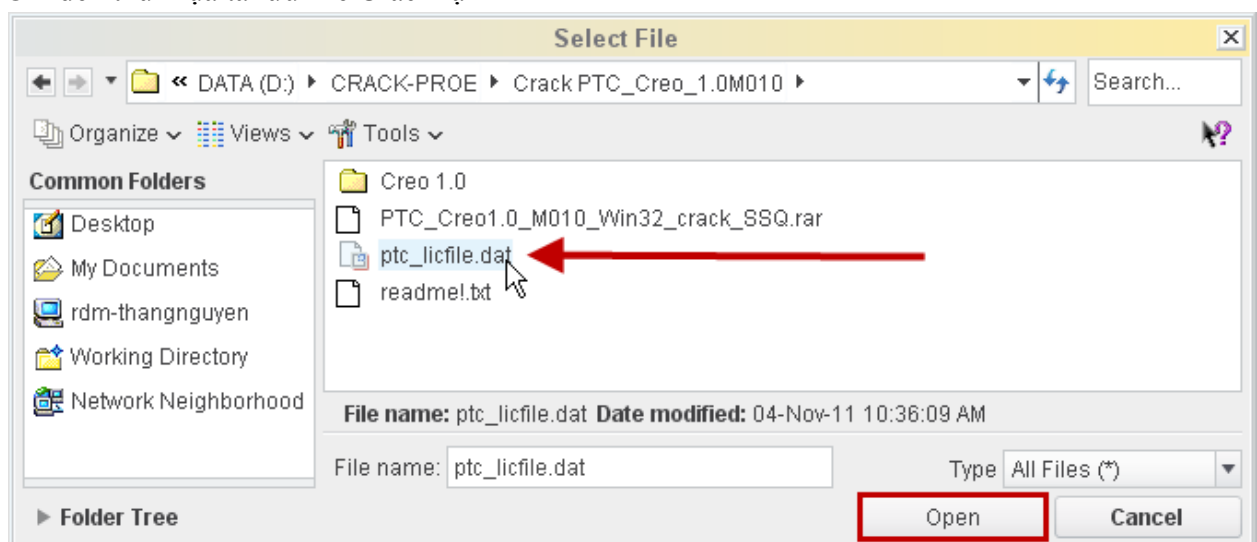 Select File
« DATA (D:) CRACK-PROE Crack PTC_Creo_1.0M010
Search...
Organize Views Tools
Common Folders
Creo 1.0
Desktop
PTC_Creo1.0_M010_Win32_crack_SSQ.rar
My Documents
ptc_licfile.dat
rdm-thangnguyen
readme!.txt
Working Directory
Network Neighborhood
File name: ptc_licfile.dat Date modified: 04-Nov-11 10:36:09 AM
File name: ptc_licfile.dat Type All Files (*)
Folder Tree
Open Cancel